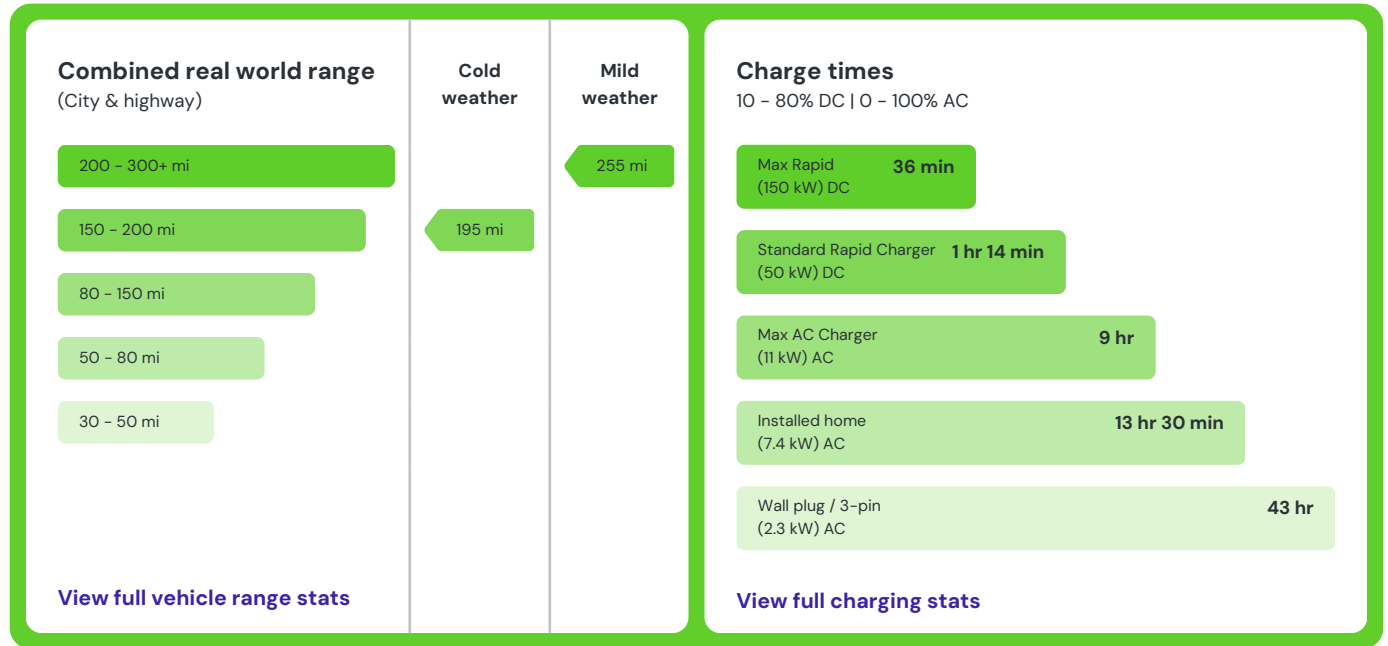 Combined real world range
(City & highway)
Cold
weather
Mild
weather
200 - 300+ mi
255 mi
150 - 200 mi
195 mi
80 - 150 mi
50 - 80 mi
30 - 50 mi
View full vehicle range stats
Charge times
10 - 80% DC | 0 - 100% AC
Max Rapid
(150 kW) DC
36 min
Standard Rapid Charger
(50 kW) DC
1 hr 14 min
Max AC Charger
(11 kW) AC
9 hr
Installed home
(7.4 kW) AC
13 hr 30 min
Wall plug / 3-pin
(2.3 kW) AC
43 hr
View full charging stats